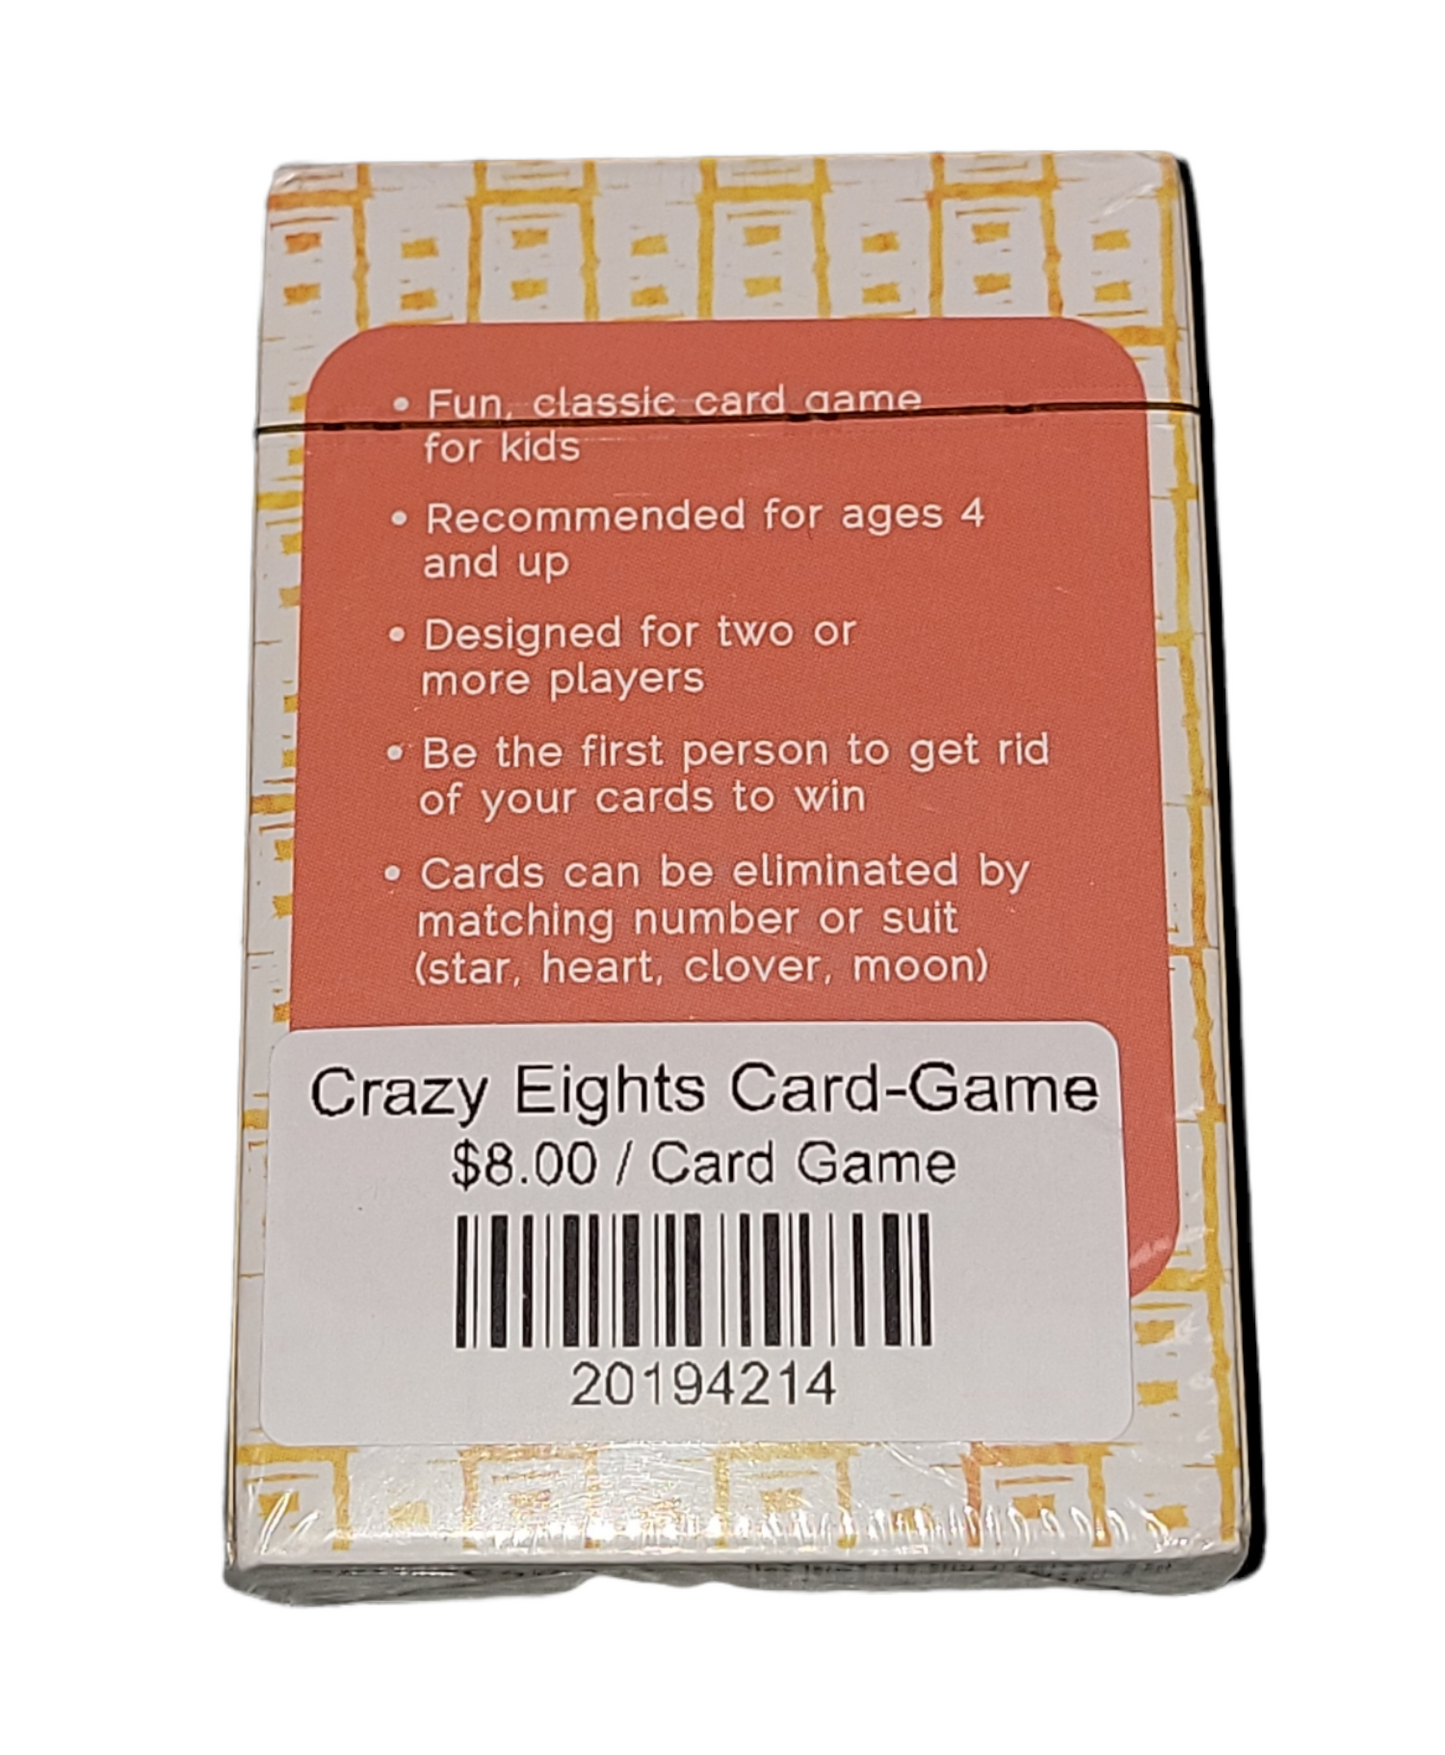 • Fun, classic card game
for kids
• Recommended for ages 4
and up
• Designed for two or
more players
• Be the first person to get rid
of your cards to win
• Cards can be eliminated by
matching number or suit
(star, heart, clover, moon)
Crazy Eights Card-Game
$8.00 / Card Game
20194214